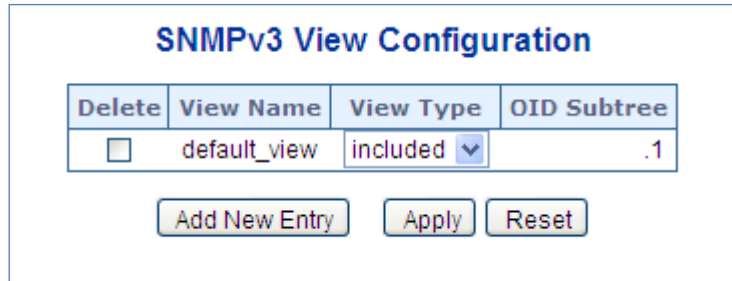 SNMPv3 View Configuration
Delete View Name View Type OID Subtree
default_view included .1
Add New Entry Apply Reset